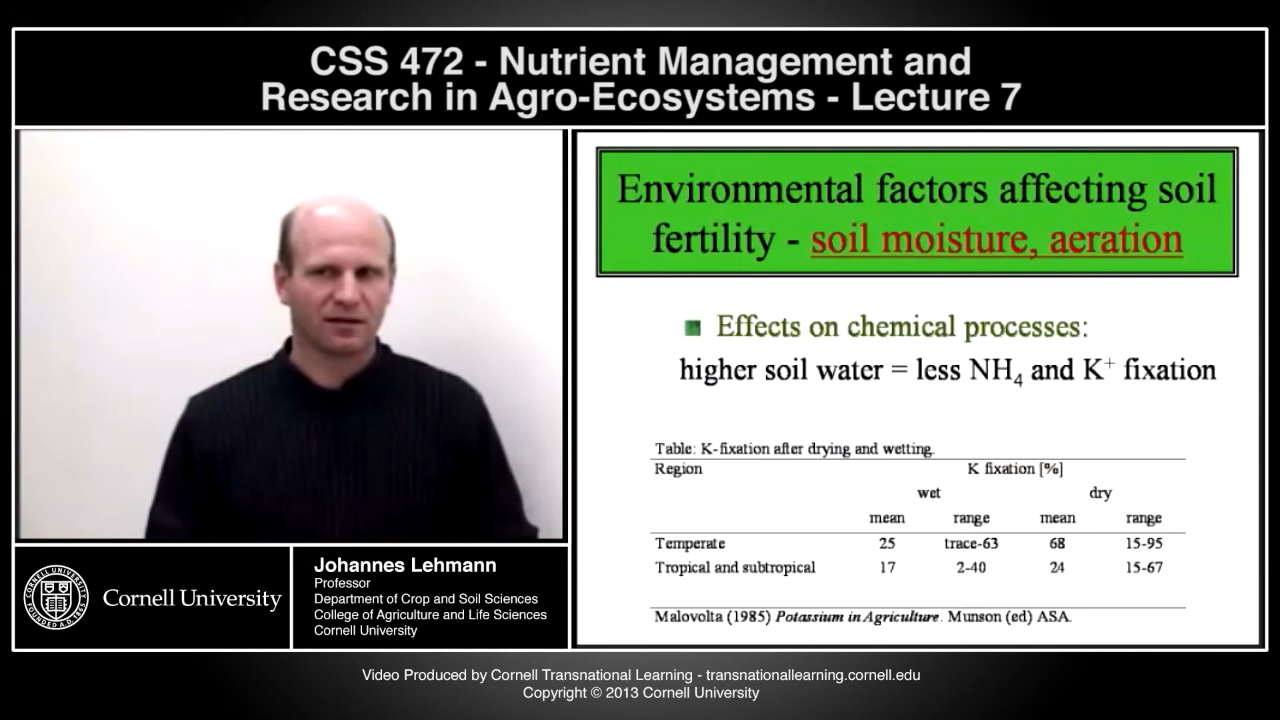 CSS 472 - Nutrient Management and
Research in Agro-Ecosystems - Lecture 7
Environmental factors affecting soil
fertility - soil moisture, aeration
Effects on chemical processes:
higher soil water = less NH₄ and K⁺ fixation
Table: K-fixation after drying and wetting.
Region K fixation [%]
wet dry
mean range mean range
Temperate 25 trace-63 68 15-95
Tropical and subtropical 17 2-40 24 15-67
Malovolta (1985) Potassium in Agriculture. Munson (ed) ASA.
Cornell University
Johannes Lehmann
Professor
Department of Crop and Soil Sciences
College of Agriculture and Life Sciences
Cornell University
Video Produced by Cornell Transnational Learning - transnationallearning.cornell.edu
Copyright © 2013 Cornell University